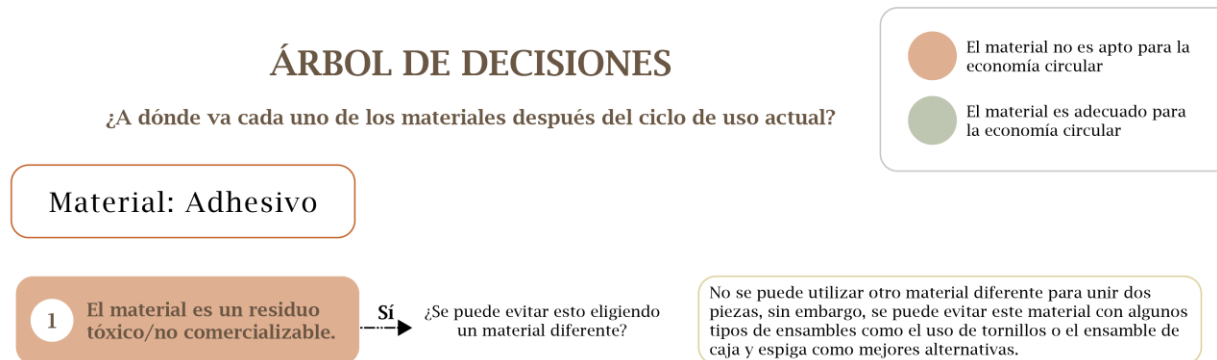 ÁRBOL DE DECISIONES
¿A dónde va cada uno de los materiales después del ciclo de uso actual?
El material no es apto para la
economía circular
El material es adecuado para
la economía circular
Material: Adhesivo
1
El material es un residuo
tóxico/no comercializable.
Sí
¿Se puede evitar esto eligiendo
un material diferente?
No se puede utilizar otro material diferente para unir dos
piezas, sin embargo, se puede evitar este material con algunos
tipos de ensambles como el uso de tornillos o el ensamble de
caja y espiga como mejores alternativas.